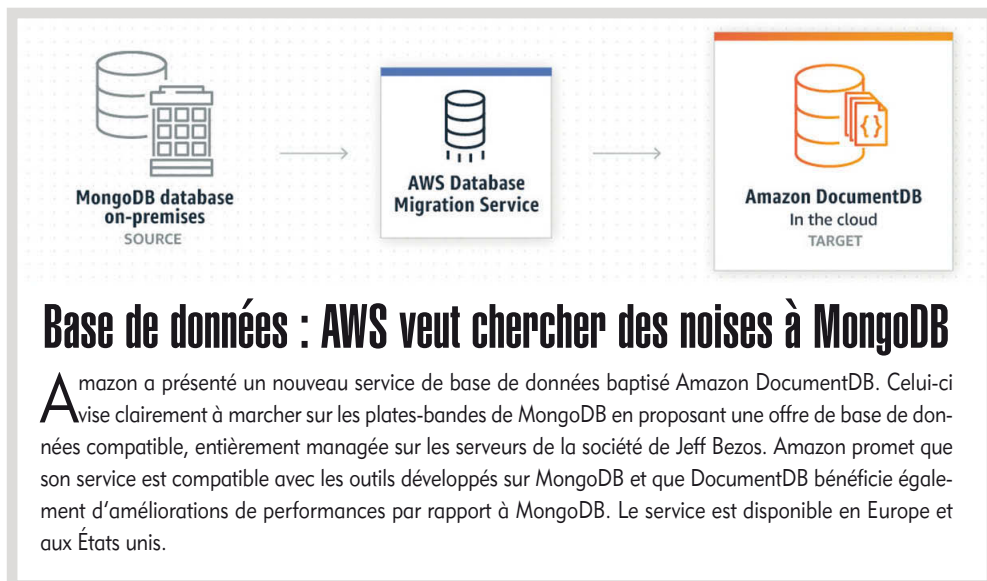 MongoDB database
on-premises
SOURCE
AWS Database
Migration Service
{}
Amazon DocumentDB
In the cloud
TARGET
Base de données : AWS veut chercher des noises à MongoDB
Amazon a présenté un nouveau service de base de données baptisé Amazon DocumentDB. Celui-ci
vise clairement à marcher sur les plates-bandes de MongoDB en proposant une offre de base de don-
nées compatible, entièrement managée sur les serveurs de la société de Jeff Bezos. Amazon promet que
son service est compatible avec les outils développés sur MongoDB et que DocumentDB bénéficie égale-
ment d'améliorations de performances par rapport à MongoDB. Le service est disponible en Europe et
aux États unis.